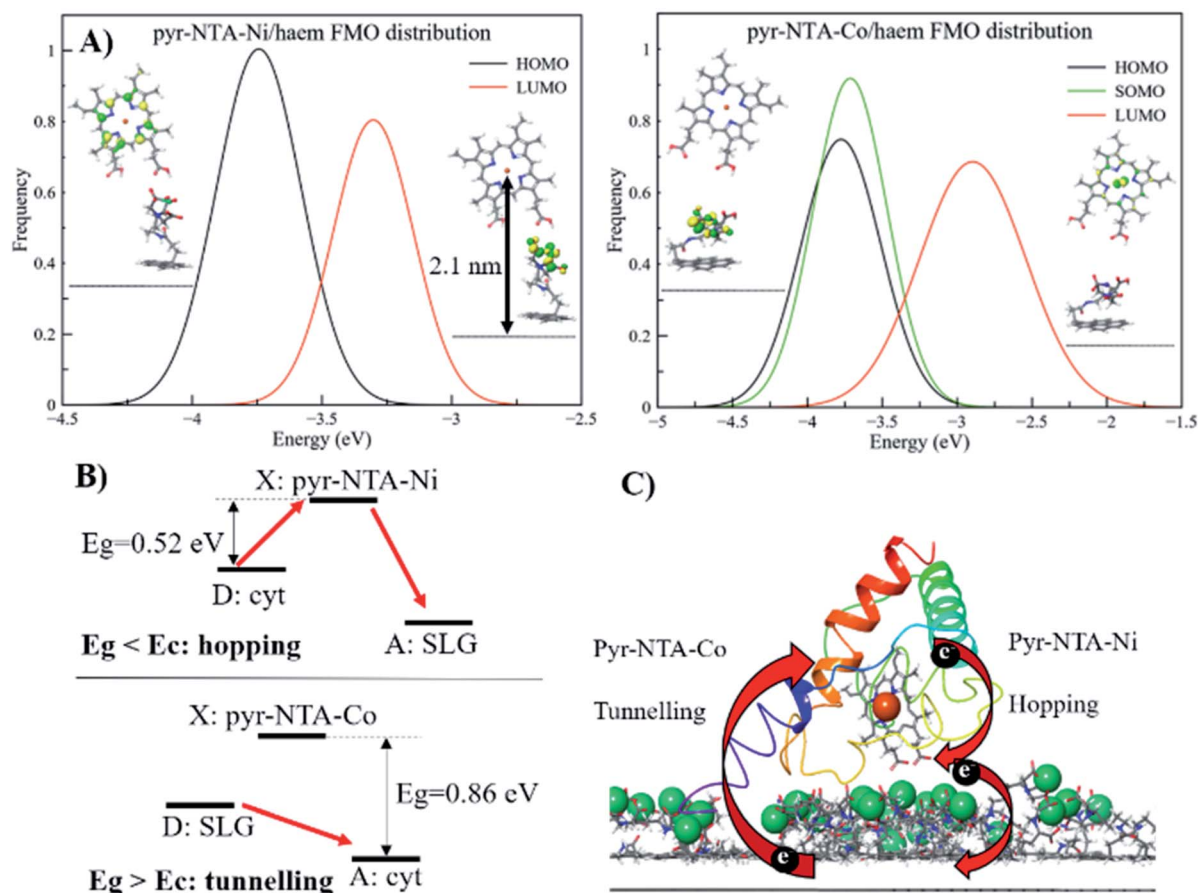 A)
pyr-NTA-Ni/haem FMO distribution
HOMO
LUMO
1
0.8
0.6
0.4
0.2
0
Frequency
2.1 nm
−4.5
−4
−3.5
−3
−2.5
Energy (eV)
pyr-NTA-Co/haem FMO distribution
HOMO
SOMO
LUMO
1
0.8
0.6
0.4
0.2
0
Frequency
−5
−4.5
−4
−3.5
−3
−2.5
−2
−1.5
Energy (eV)
B)
X: pyr-NTA-Ni
Eg=0.52 eV
D: cyt
A: SLG
Eg < Ec: hopping
X: pyr-NTA-Co
Eg=0.86 eV
D: SLG
A: cyt
Eg > Ec: tunnelling
C)
Pyr-NTA-Co
Tunnelling
Pyr-NTA-Ni
Hopping
e-
e-
e-